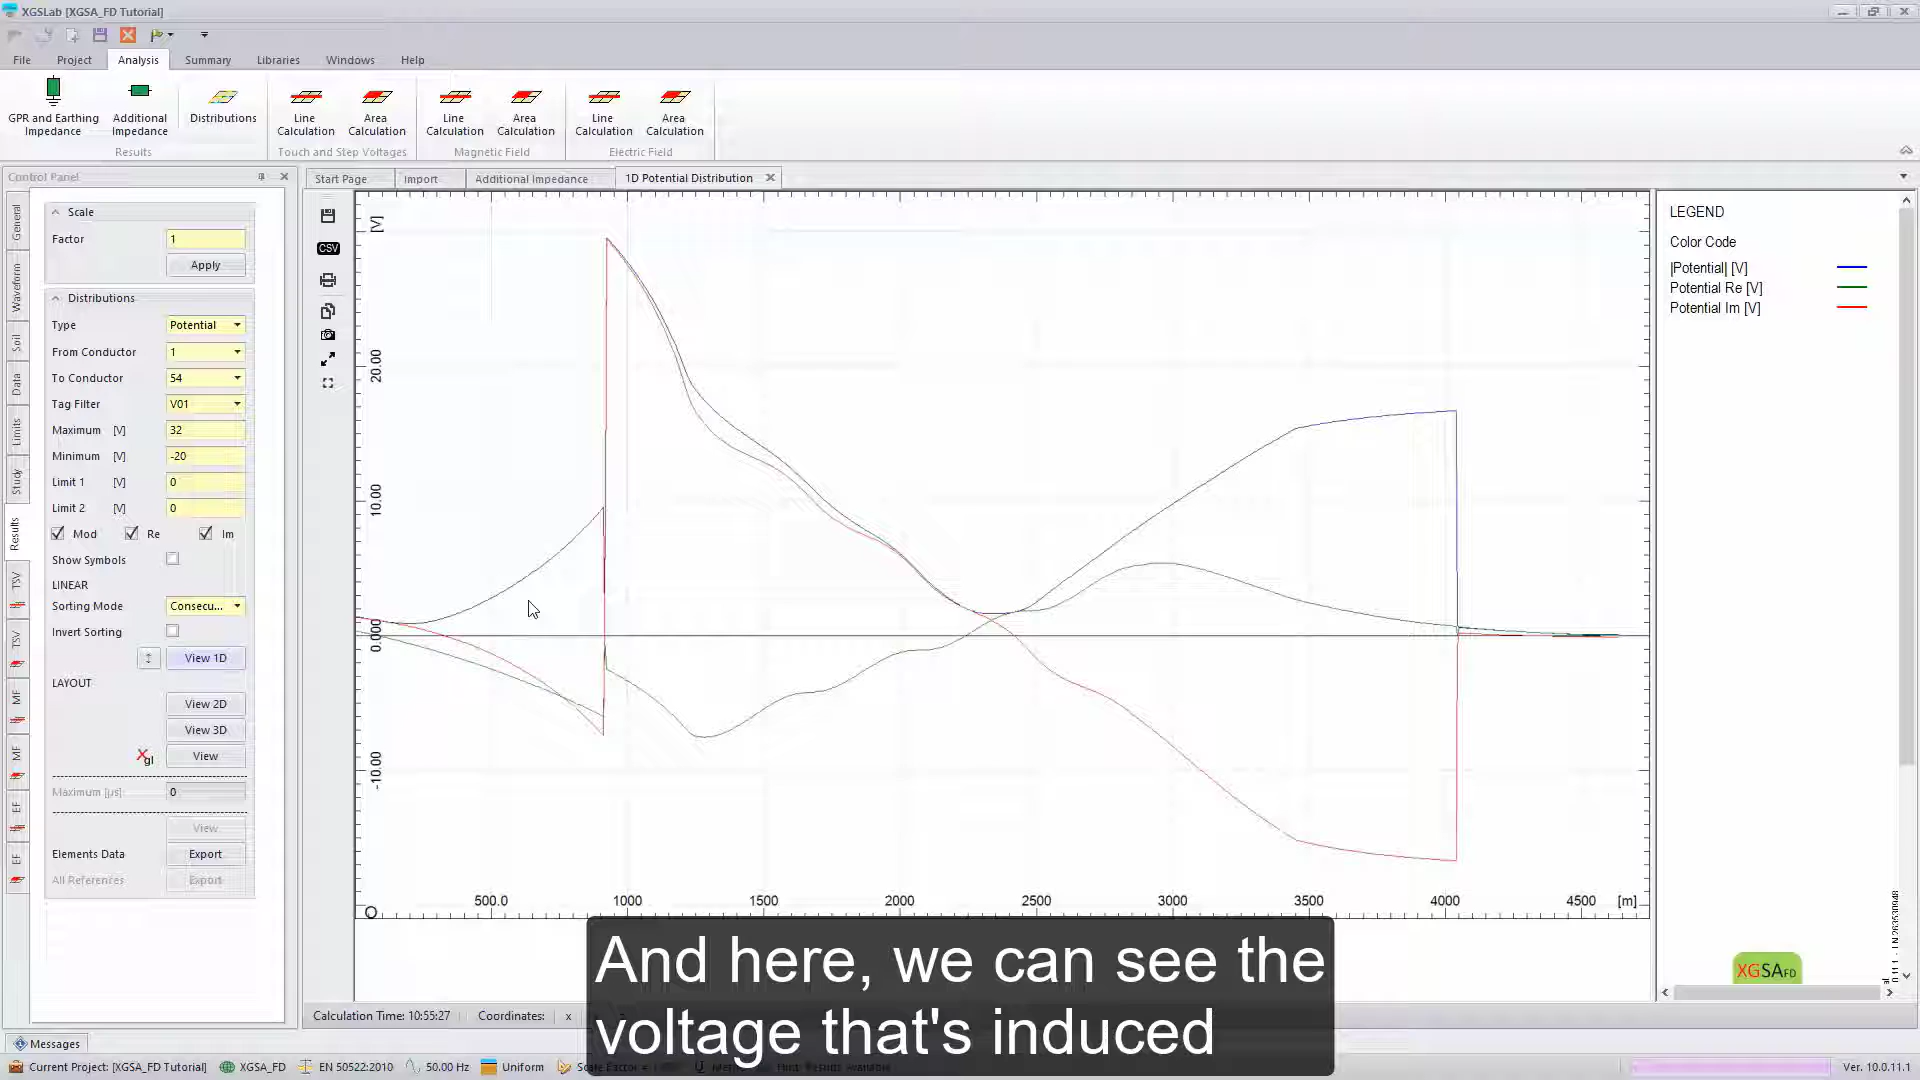 XGSLab [XGSA_FD Tutorial]
File Project Analysis Summary Libraries Windows Help
GPR and Earthing Impedance
Additional Impedance
Distributions
Line Calculation
Area Calculation
Line Calculation
Area Calculation
Line Calculation
Area Calculation
Results
Touch and Step Voltages
Magnetic Field
Electric Field
Control Panel
Start Page
Import
Additional Impedance
1D Potential Distribution
General
Waveform
Soil
Data
Limits
Study
Results
TSV
TSV
MF
MF
EF
EF
Scale
Factor 1
Apply
Distributions
Type Potential
From Conductor 1
To Conductor 54
Tag Filter V01
Maximum [V] 32
Minimum [V] -20
Limit 1 [V] 0
Limit 2 [V] 0
Mod Re Im
Show Symbols
LINEAR
Sorting Mode Consecu...
Invert Sorting
View 1D
LAYOUT
View 2D
View 3D
Xgl View
Maximum [µs] 0
View
Elements Data Export
All References Export
CSV
[V]
20.00
10.00
0.000
-10.00
O
500.0 1000 1500 2000 2500 3000 3500 4000 4500 [m]
LEGEND
Color Code
|Potential| [V]
Potential Re [V]
Potential Im [V]
XGSAFD
And here, we can see the
voltage that's induced
Calculation Time: 10:55:27 Coordinates: x
Messages
Current Project: [XGSA_FD Tutorial] XGSA_FD EN 50522:2010 50.00 Hz Uniform
Ver. 10.0.11.1